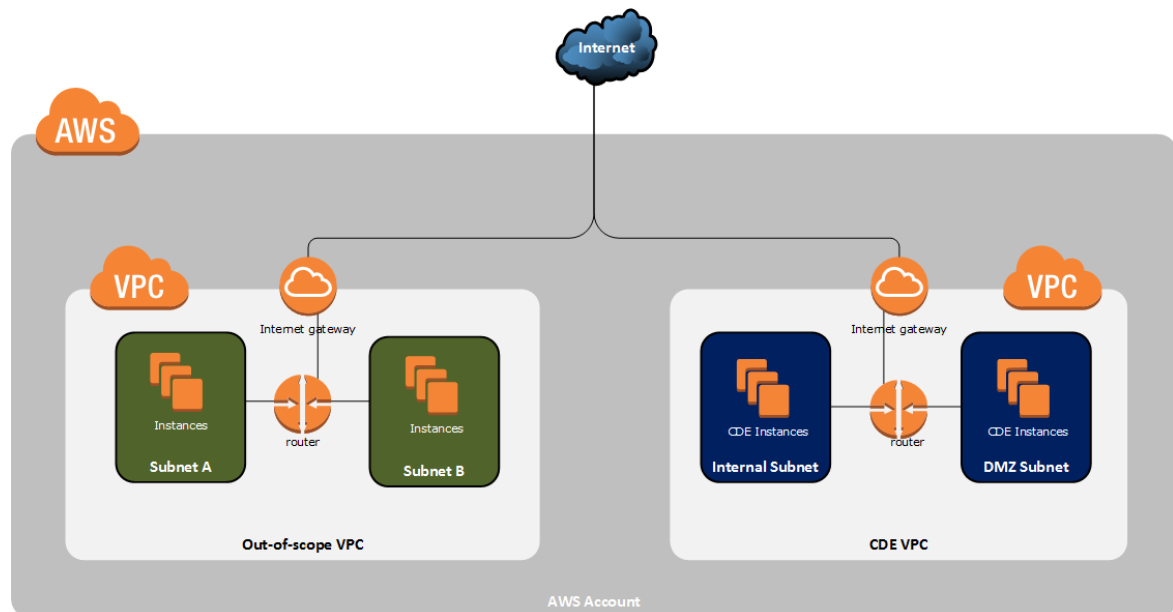 Internet
AWS
VPC
VPC
Internet gateway
Internet gateway
Instances
Instances
CDE Instances
CDE Instances
router
router
Subnet A
Subnet B
Internal Subnet
DMZ Subnet
Out-of-scope VPC
CDE VPC
AWS Account